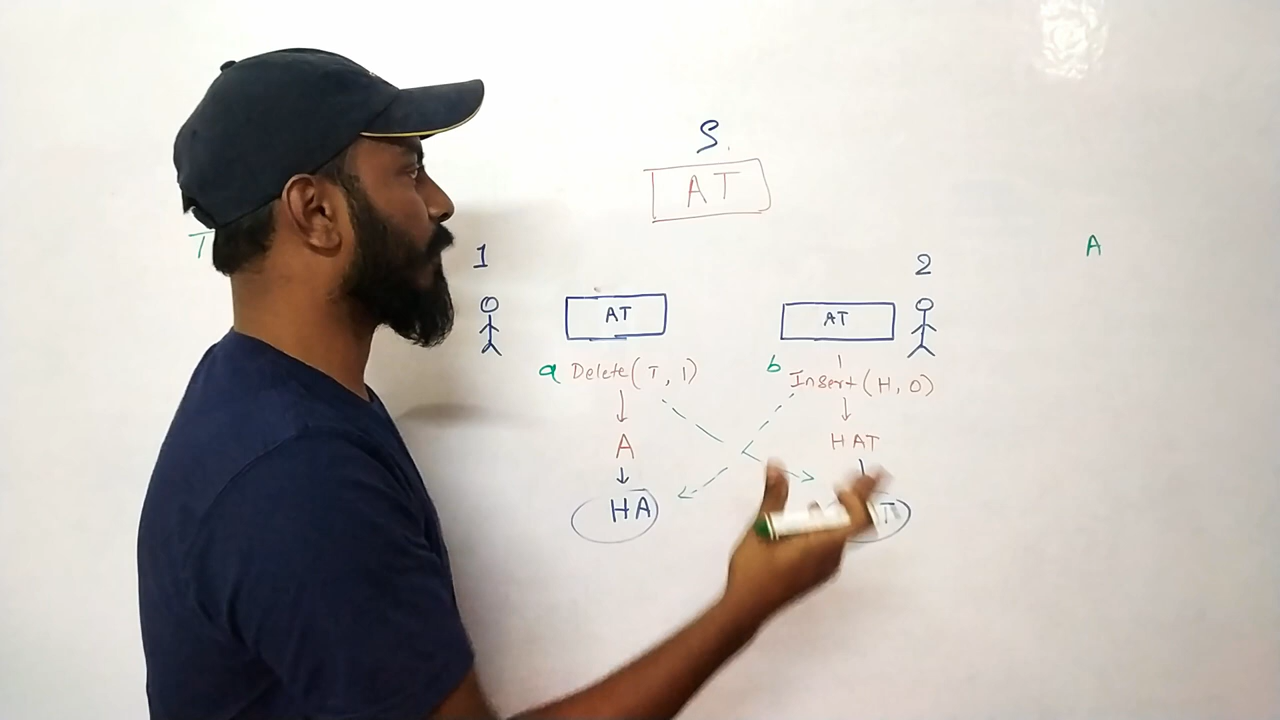 S.
AT
T
1
2
A
AT
AT
a Delete(T, 1)
b Insert(H, 0)
A
HAT
HA
T